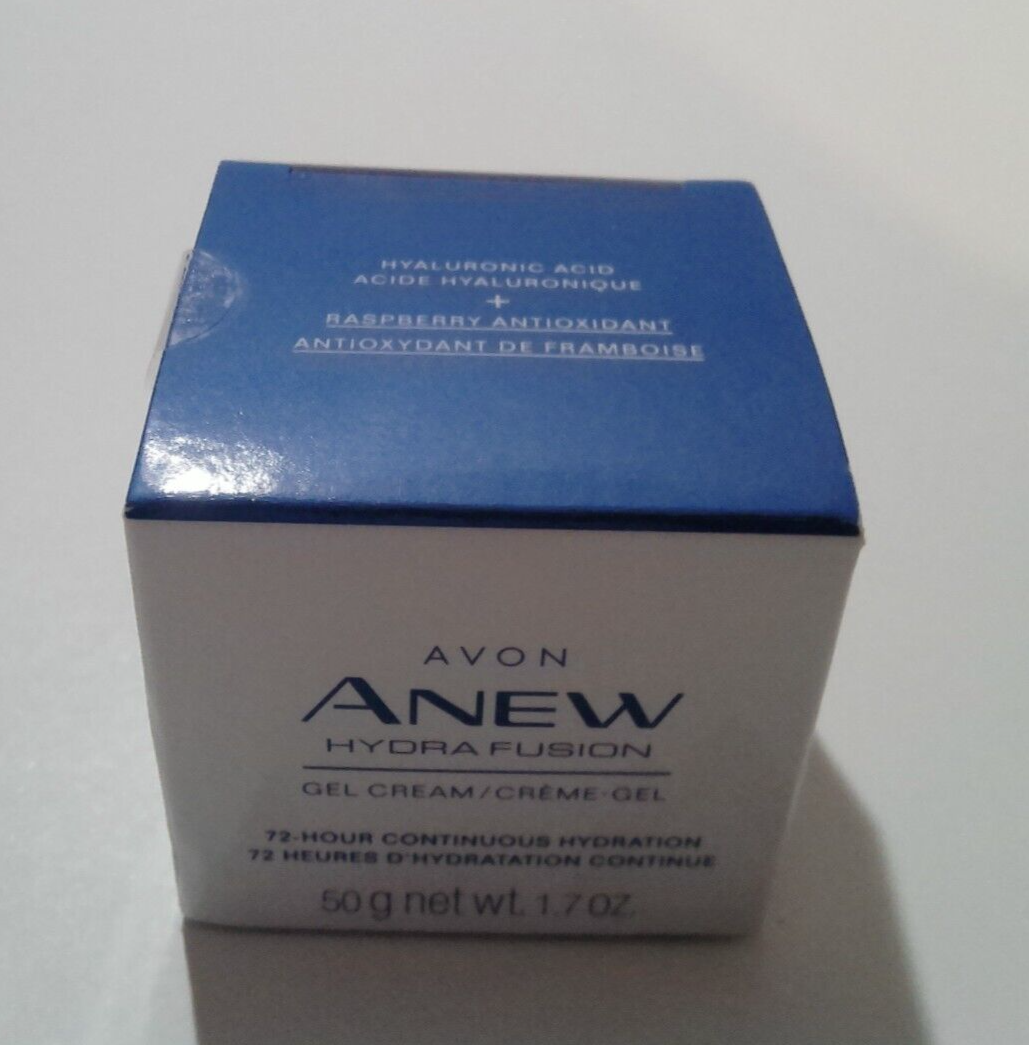 HYALURONIC ACID
ACIDE HYALURONIQUE
+
RASPBERRY ANTIOXIDANT
ANTIOXYDANT DE FRAMBOISE
AVON
ANEW
HYDRA FUSION
GEL CREAM/CRÈME-GEL
72-HOUR CONTINUOUS HYDRATION
72 HEURES D'HYDRATATION CONTINUE
50 g net wt. 1.7 OZ.